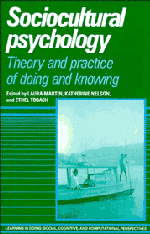 Sociocultural
psychology
Theory and practice
of doing and knowing
Edited by LAURA MARTIN, KATHERINE NELSON,
and ETHEL TOBACH
LEARNING IN DOING: SOCIAL, COGNITIVE, AND COMPUTATIONAL PERSPECTIVES